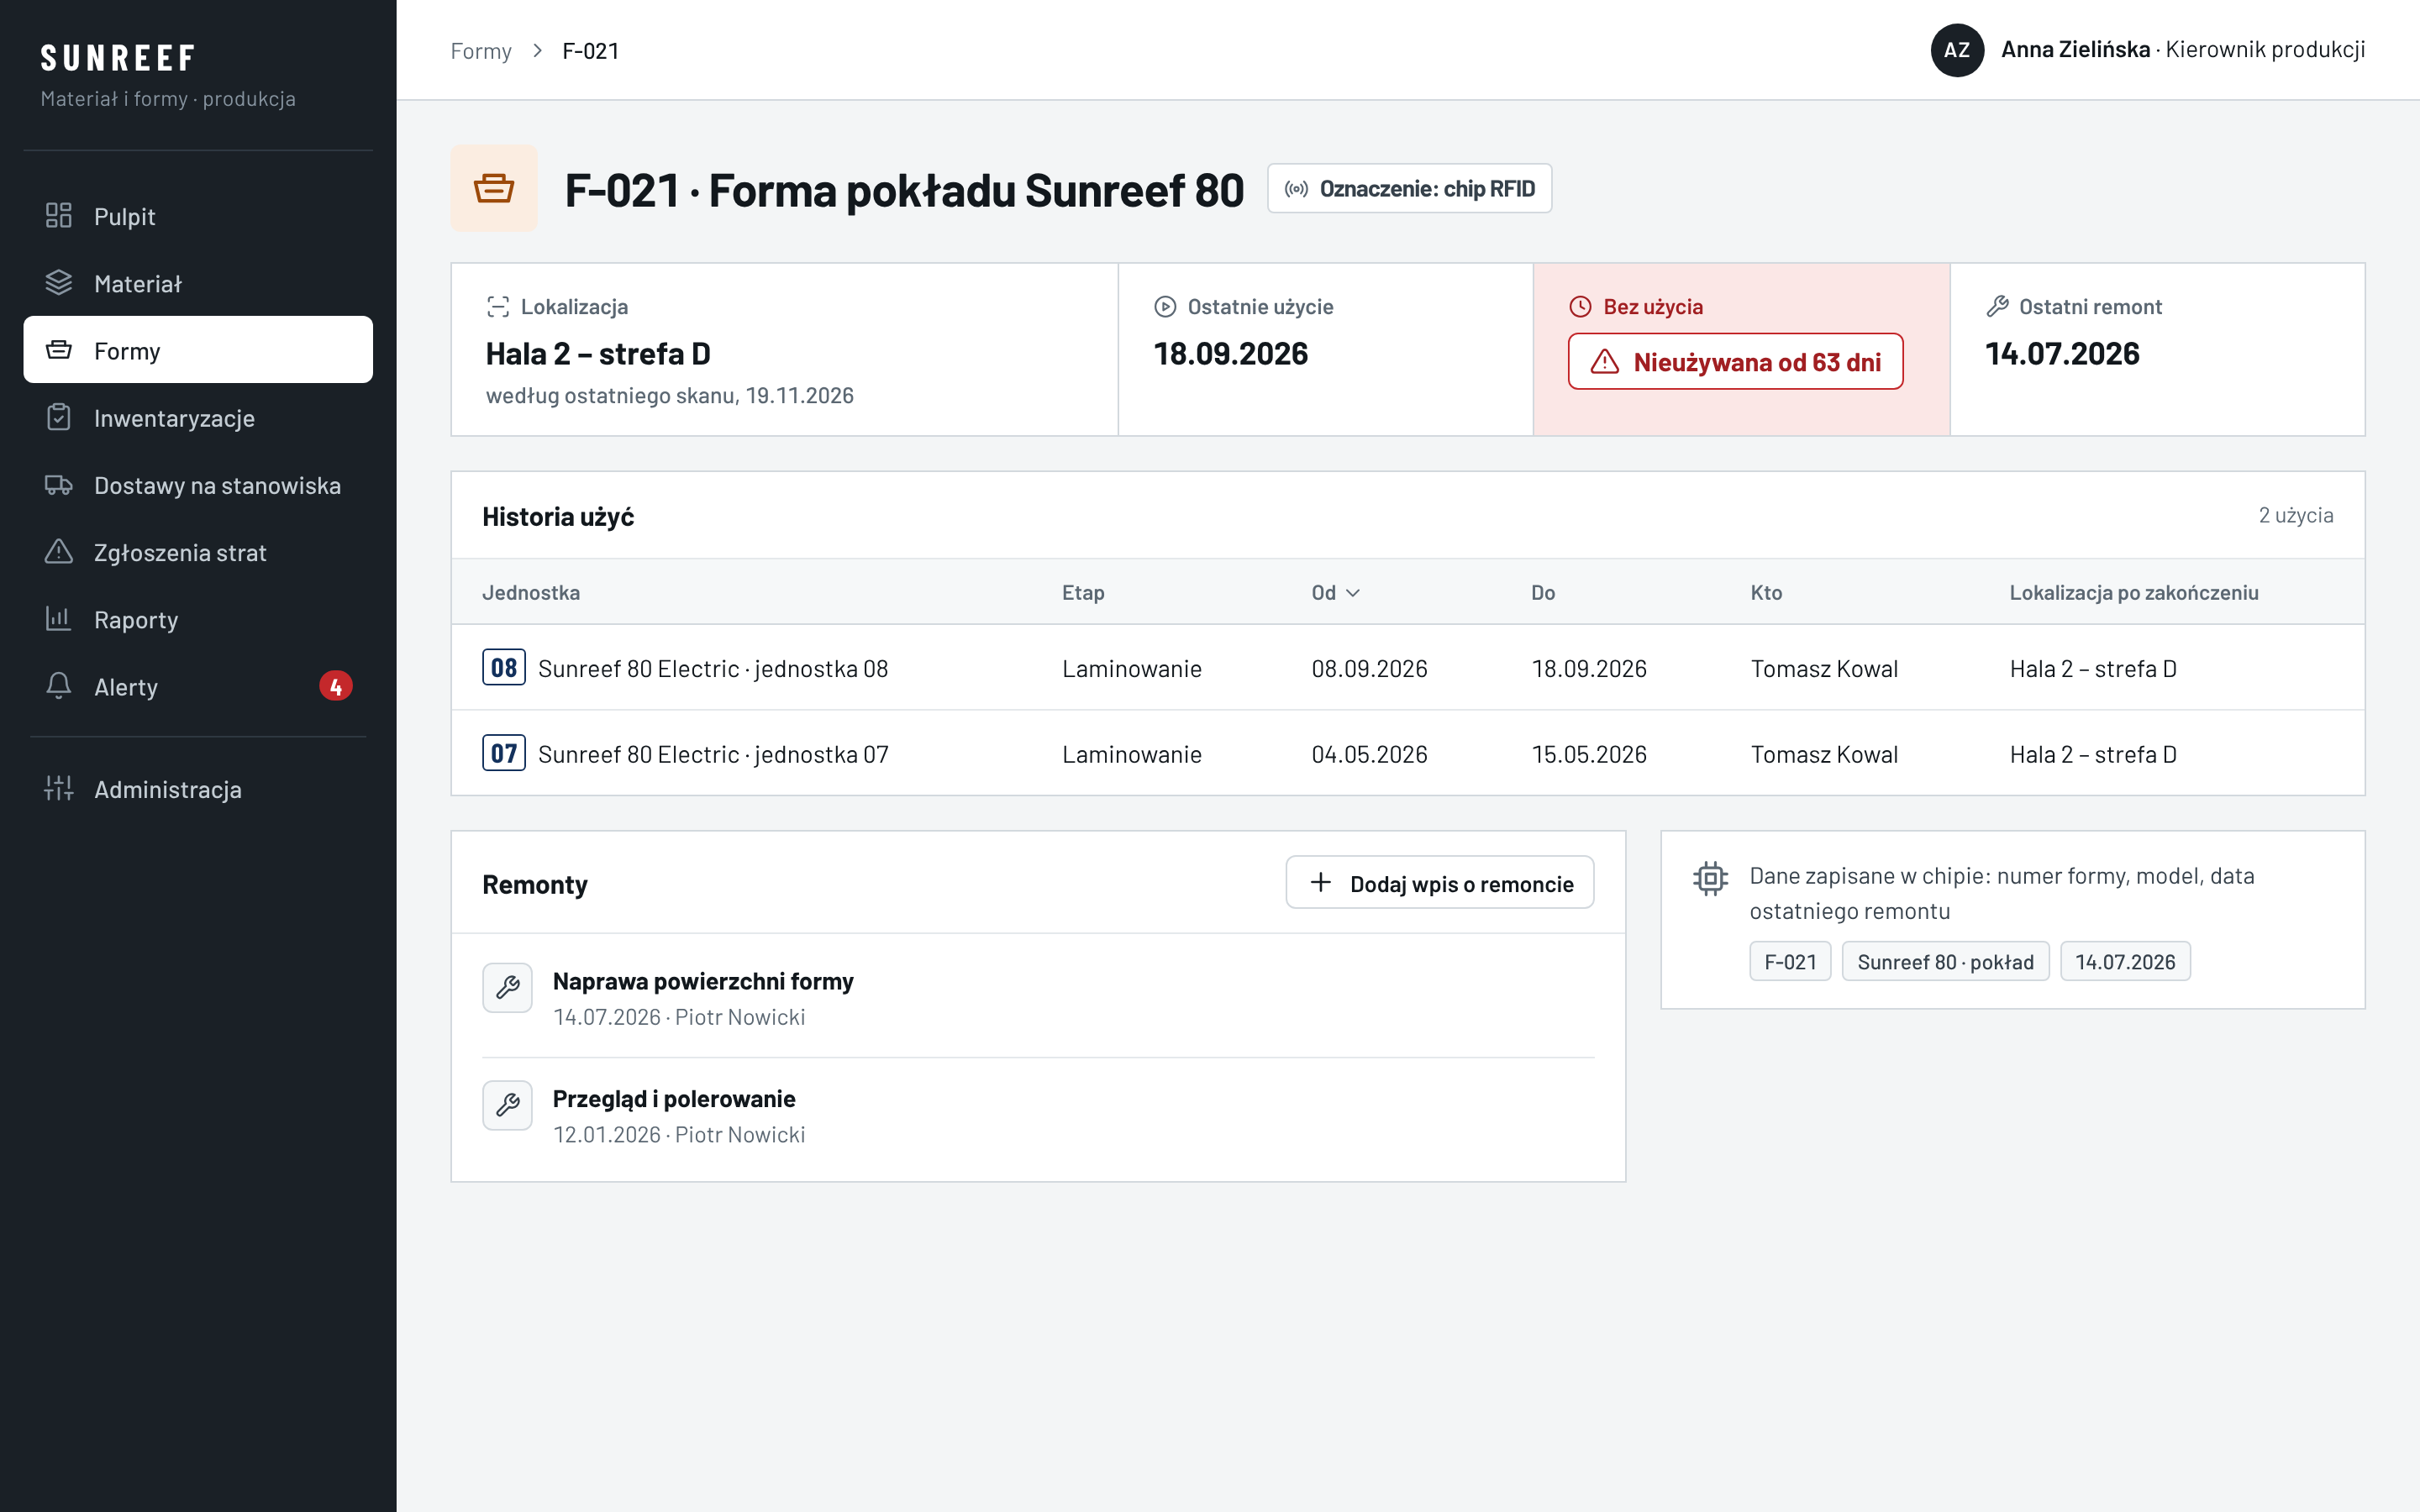 SUNREEF
Materiał i formy · produkcja
Pulpit
Materiał
Formy
Inwentaryzacje
Dostawy na stanowiska
Zgłoszenia strat
Raporty
Alerty 4
Administracja
Formy > F-021
AZ Anna Zielińska · Kierownik produkcji
F-021 · Forma pokładu Sunreef 80
Oznaczenie: chip RFID
Lokalizacja
Hala 2 – strefa D
według ostatniego skanu, 19.11.2026
Ostatnie użycie
18.09.2026
Bez użycia
Nieużywana od 63 dni
Ostatni remont
14.07.2026
Historia użyć 2 użycia
Jednostka Etap Od Do Kto Lokalizacja po zakończeniu
08 Sunreef 80 Electric · jednostka 08 Laminowanie 08.09.2026 18.09.2026 Tomasz Kowal Hala 2 – strefa D
07 Sunreef 80 Electric · jednostka 07 Laminowanie 04.05.2026 15.05.2026 Tomasz Kowal Hala 2 – strefa D
Remonty
Dodaj wpis o remoncie
Naprawa powierzchni formy
14.07.2026 · Piotr Nowicki
Przegląd i polerowanie
12.01.2026 · Piotr Nowicki
Dane zapisane w chipie: numer formy, model, data
ostatniego remontu
F-021 Sunreef 80 · pokład 14.07.2026